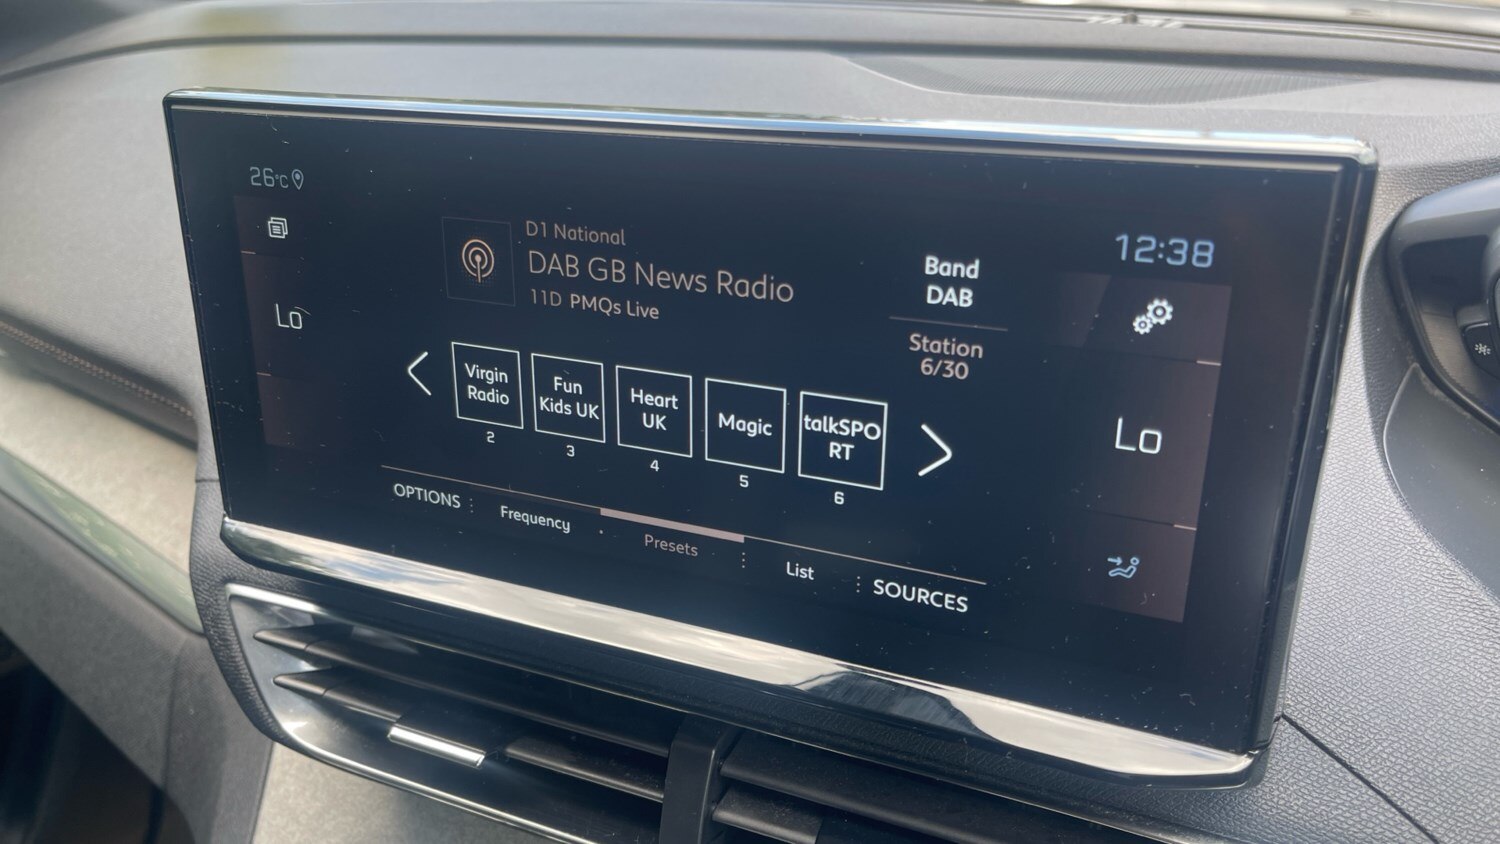 26°C
Lo
D1 National
DAB GB News Radio
11D PMQs Live
Band
DAB
Station
6/30
12:38
Lo
Virgin
Radio
2
Fun
Kids UK
3
Heart
UK
4
Magic
5
talkSPO
RT
6
OPTIONS
Frequency
Presets
List
SOURCES